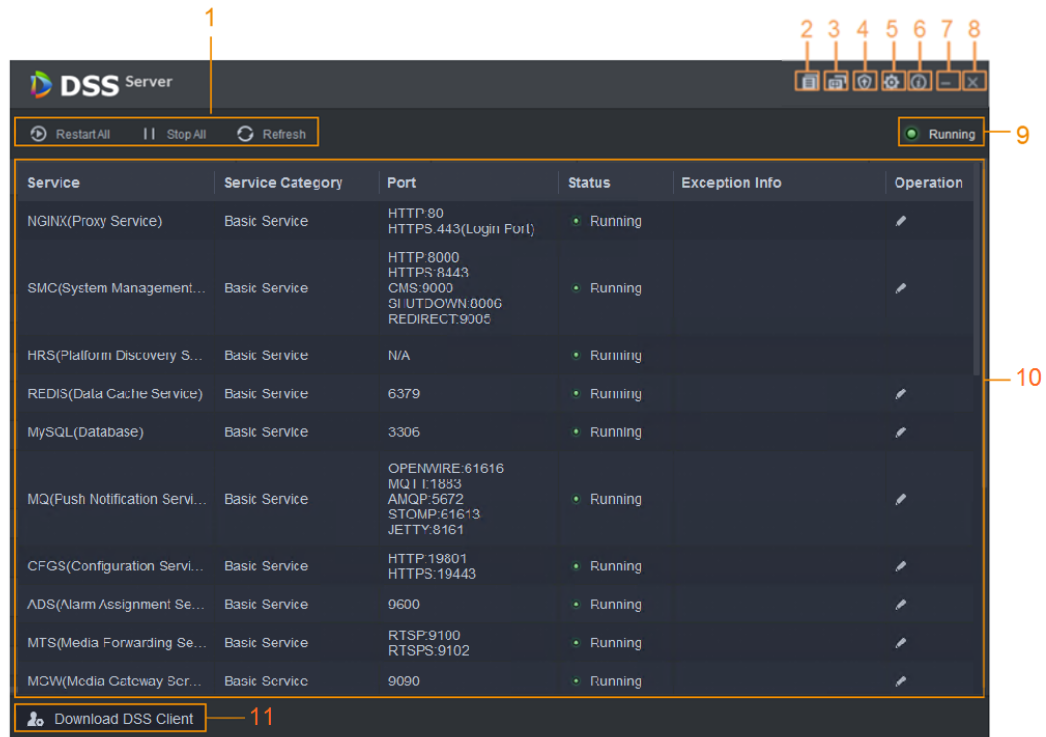 1
2 3 4 5 6 7 8
DSS Server
Restart All Stop All Refresh
Running
9
Service Service Category Port Status Exception Info Operation
NGINX(Proxy Service) Basic Service HTTP:80 Running
HTTPS:443(Login Port)
SMC(System Management... Basic Service HTTP:8000 Running
HTTPS:8443
CMS:9000
SHUTDOWN:8006
REDIRECT:9005
HRS(Platform Discovery S... Basic Service N/A Running
10
REDIS(Data Cache Service) Basic Service 6379 Running
MySQL(Database) Basic Service 3306 Running
MQ(Push Notification Servi... Basic Service OPENWIRE:61616 Running
MQTT:1883
AMQP:5672
STOMP:61613
JETTY:8161
CFGS(Configuration Servi... Basic Service HTTP:19801 Running
HTTPS:19443
ADS(Alarm Assignment Se... Basic Service 9600 Running
MTS(Media Forwarding Se... Basic Service RTSP:9100 Running
RTSPS:9102
MGW(Media Gateway Ser... Basic Service 9090 Running
Download DSS Client
11